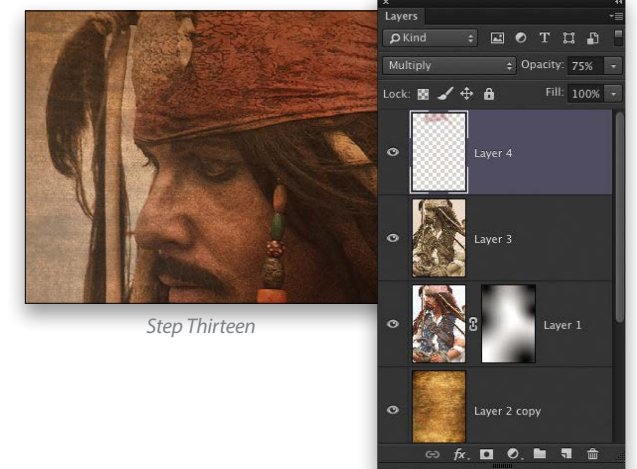 Layers
Kind
T
Multiply
Opacity: 75%
Lock:
Fill: 100%
Layer 4
Layer 3
Layer 1
Layer 2 copy
fx.
Step Thirteen